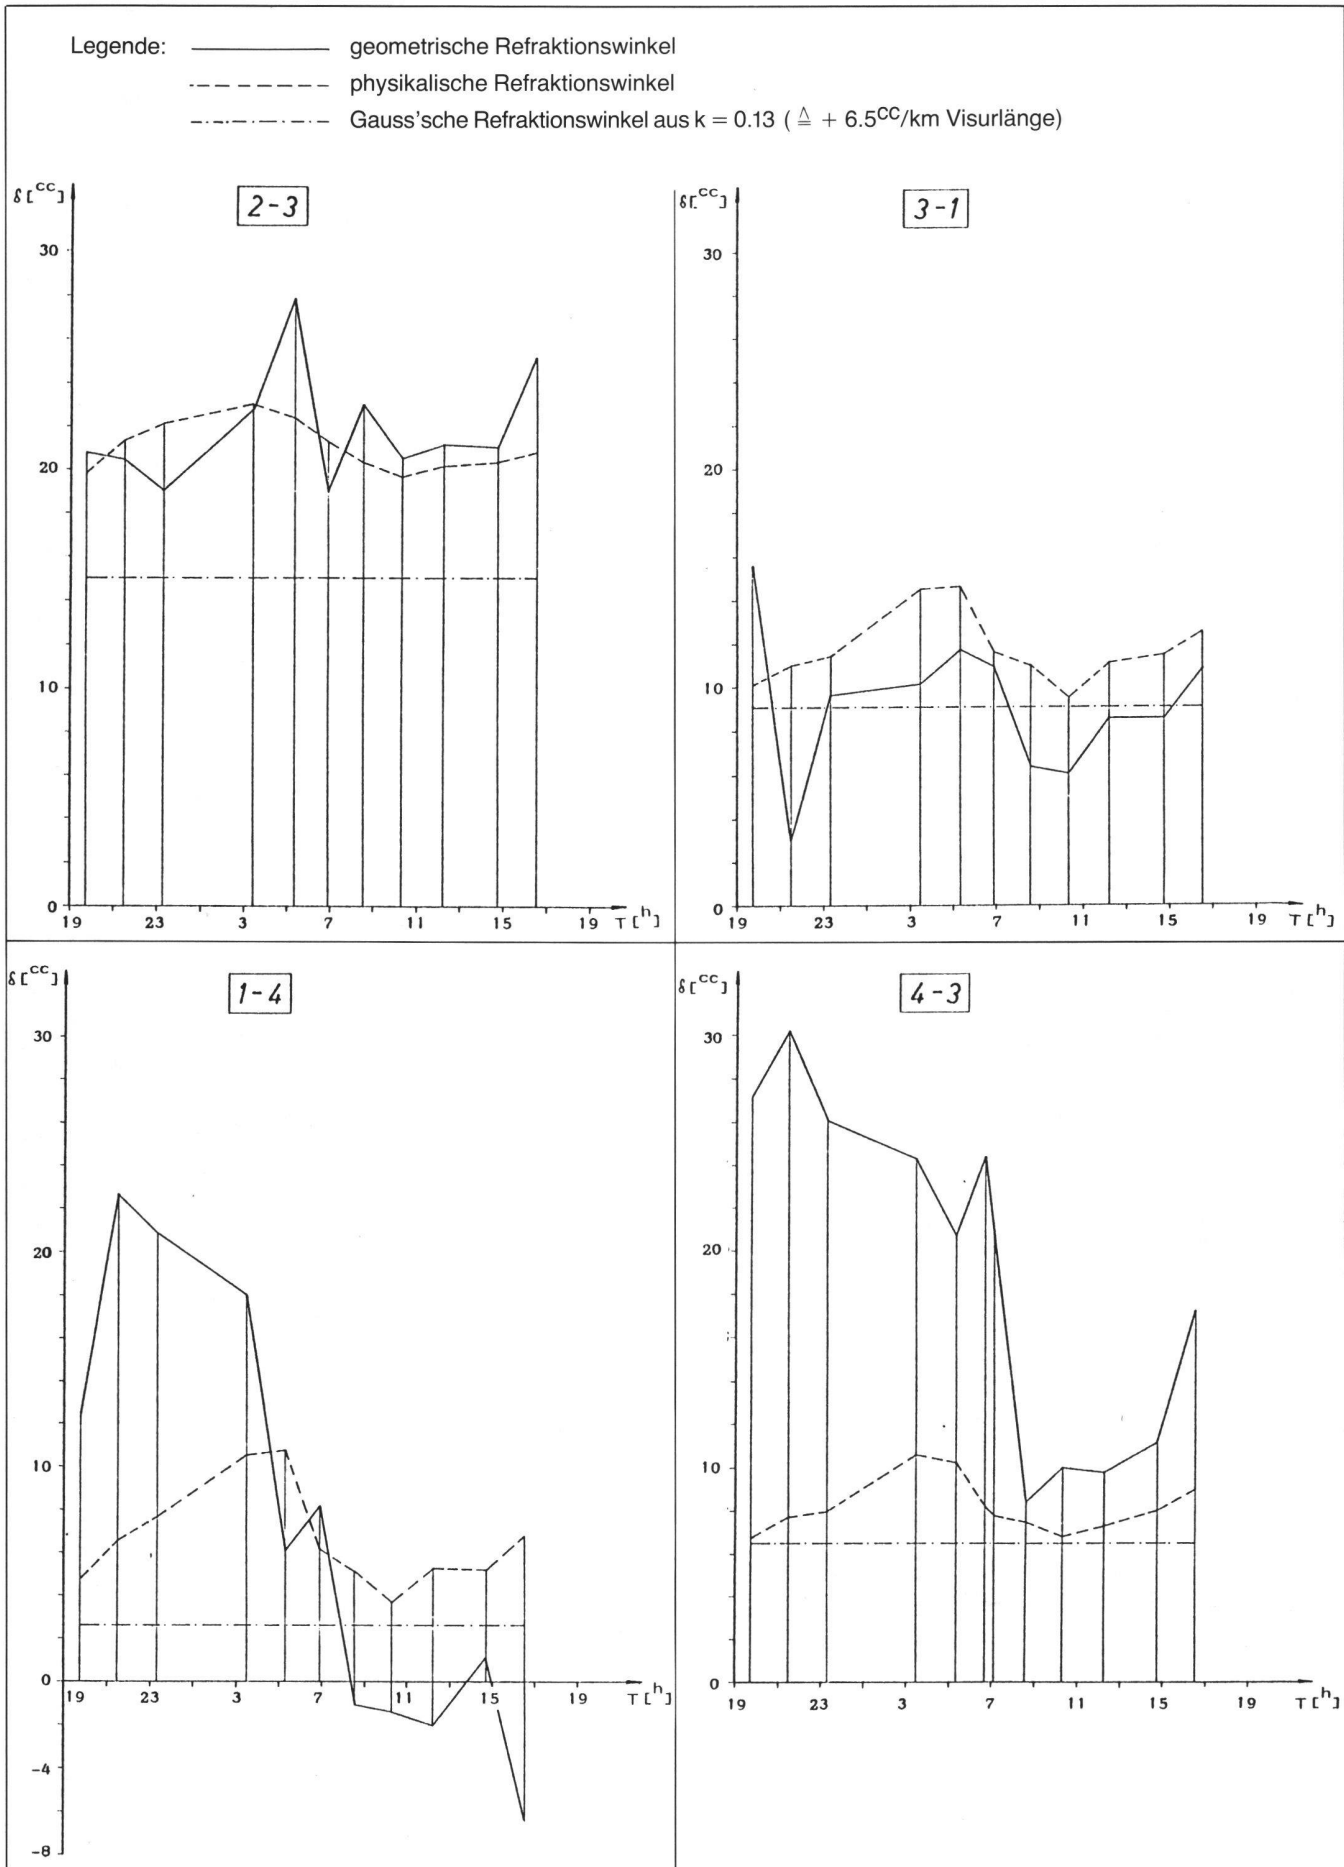 Legende: geometrische Refraktionswinkel
physikalische Refraktionswinkel
Gauss'sche Refraktionswinkel aus k = 0.13 ( ≙ + 6.5cc/km Visurlänge)
δ[cc]
2-3
30
20
10
0
19 23 3 7 11 15 19 T[h]
δ[cc]
3-1
30
20
10
0
19 23 3 7 11 15 19 T[h]
δ[cc]
1-4
30
20
10
0
19 23 3 7 11 15 19 T[h]
-4
-8
δ[cc]
4-3
30
20
10
0
19 23 3 7 11 15 19 T[h]